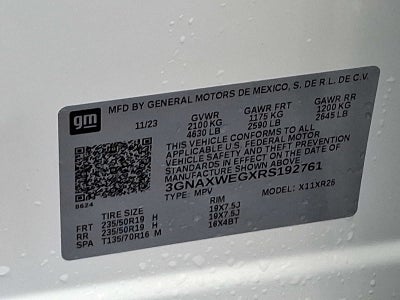 gm
MFD BY GENERAL MOTORS DE MEXICO, S. DE R.L. DE C.V.
11/23 GVWR GAWR FRT GAWR RR
2100 KG 1175 KG 1200 KG
4630 LB 2590 LB 2645 LB
THIS VEHICLE CONFORMS TO ALL
APPLICABLE U.S. FEDERAL MOTOR
VEHICLE SAFETY AND THEFT PREVENTION
STANDARDS IN EFFECT ON THE DATE OF
MANUFACTURE SHOWN ABOVE.
3GNAXWEGXRS192761
8624 TYPE: MPV MODEL: X11XR26
TIRE SIZE RIM
FRT 235/50R19 H 19X7.5J
RR 235/50R19 H 19X7.5J
SPA T135/70R16 M 16X4BT